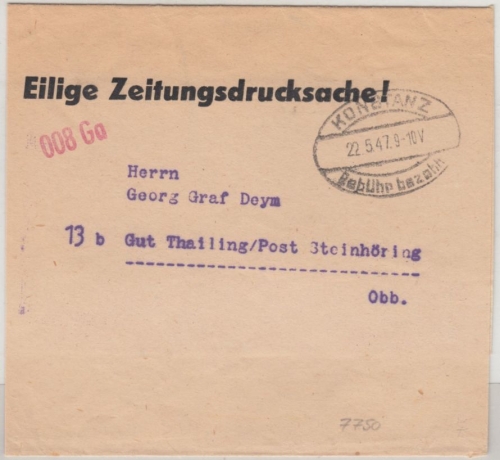 Eilige Zeitungsdrucksache!
KONSTANZ
22.5.47.9-10V
Gebühr bezahlt
008 Ga
Herrn
Georg Graf Deym
13 b Gut Thailing/Post Steinhöring
Obb.
7750